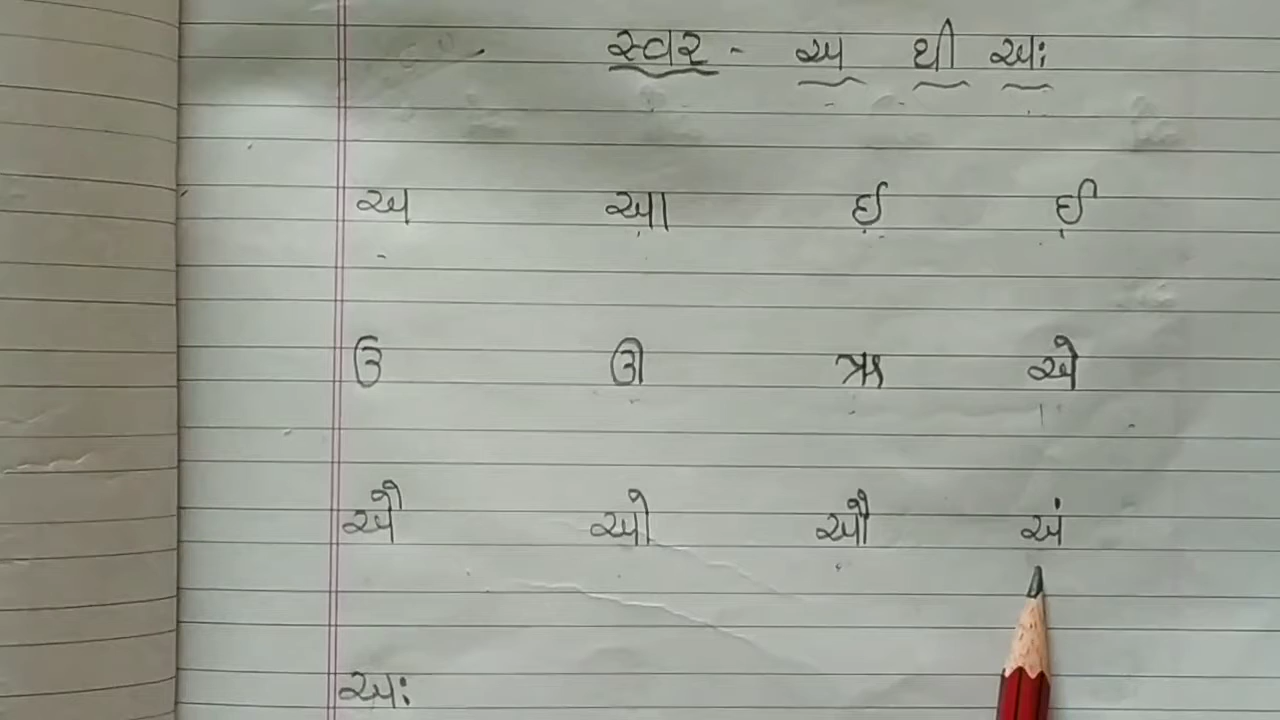 સ્વર - અ થી અઃ
અ આ ઇ ઈ
ઉ ઊ ઋ એ
ઐ ઓ ઔ અં
અઃ